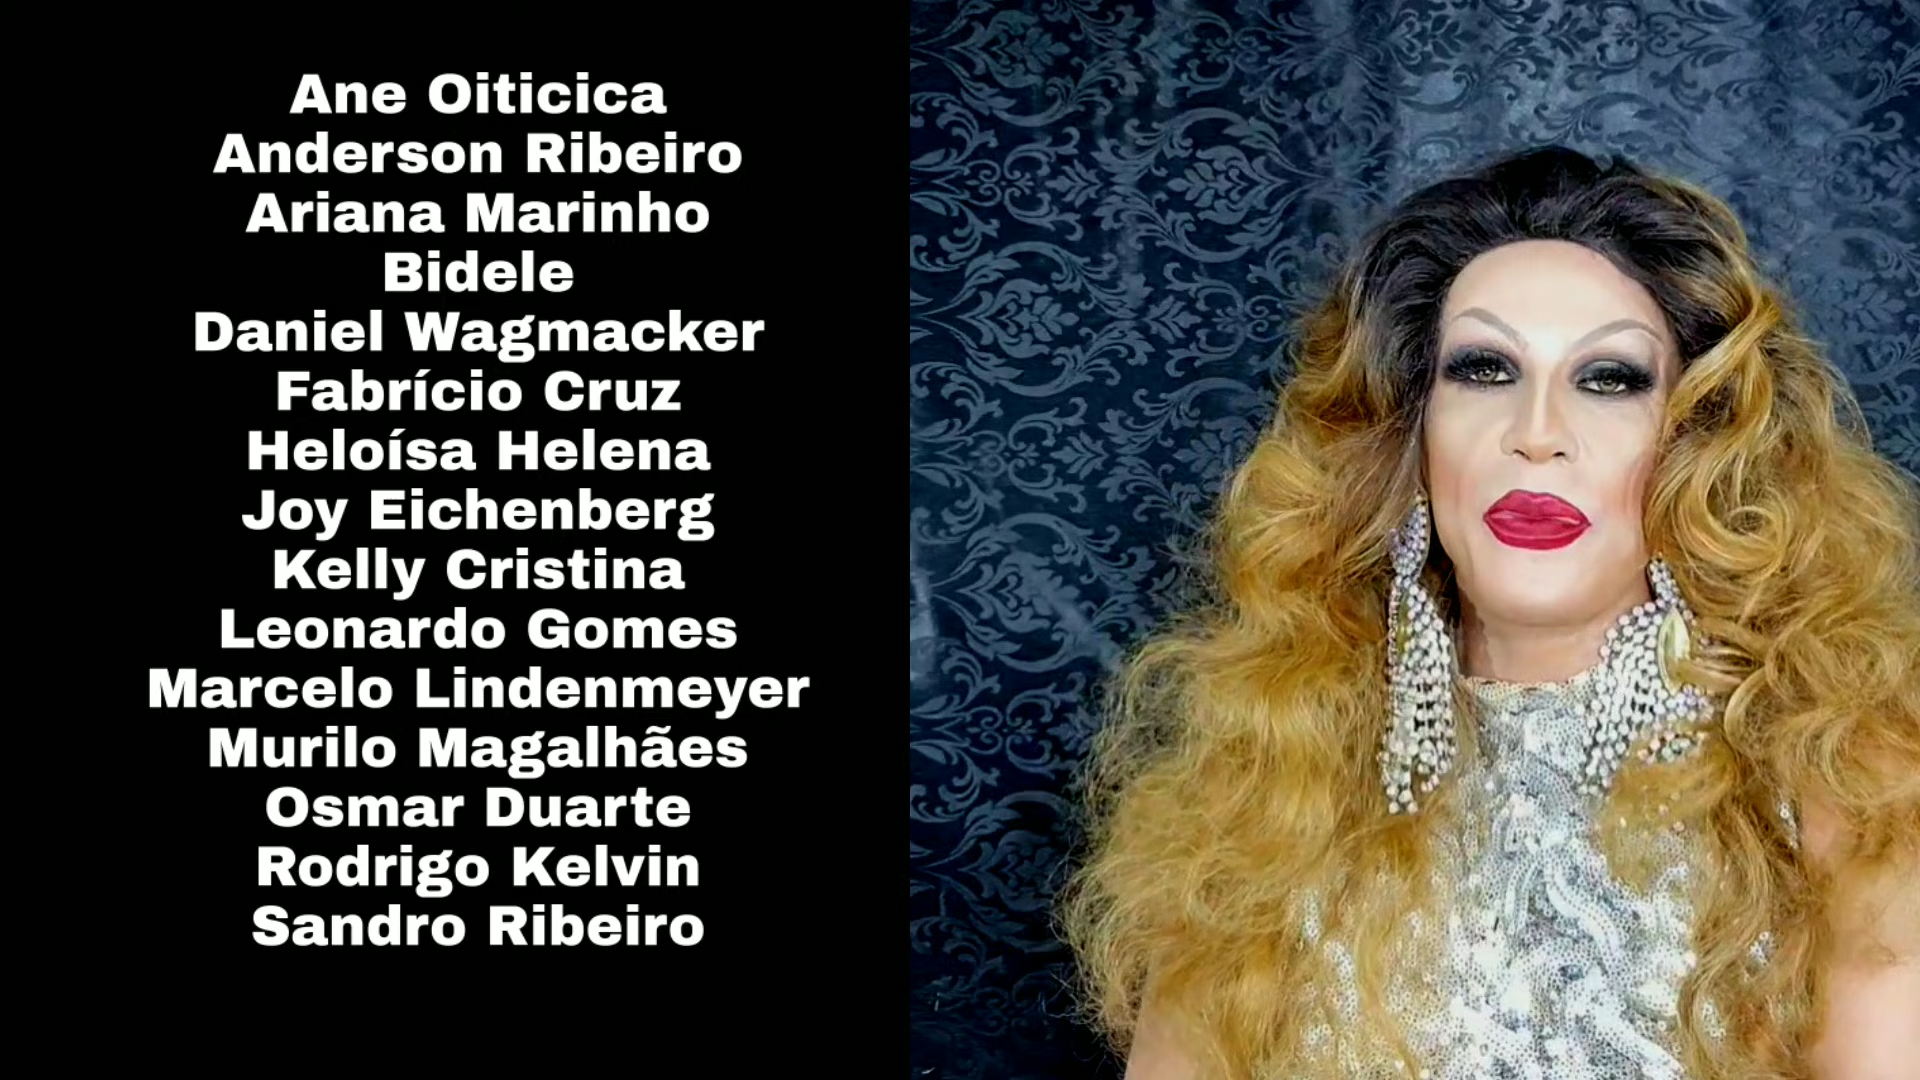 Ane Oiticica
Anderson Ribeiro
Ariana Marinho
Bidele
Daniel Wagmacker
Fabrício Cruz
Heloísa Helena
Joy Eichenberg
Kelly Cristina
Leonardo Gomes
Marcelo Lindenmeyer
Murilo Magalhães
Osmar Duarte
Rodrigo Kelvin
Sandro Ribeiro